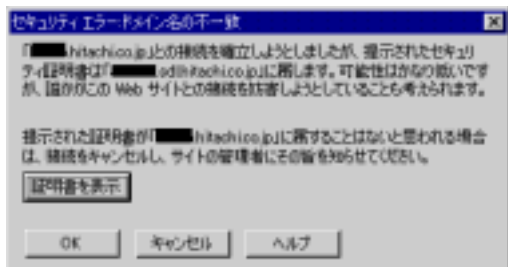 セキュリティ エラー:ドメイン名の不一致
「.hitachi.co.jp」との接続を確立しようとしましたが、提示されたセキュリ
ティ証明書は「.sdl.hitachi.co.jp」に属します。可能性はかなり低いです
が、誰かがこの Web サイトとの接続を妨害しようとしていることも考えられます。
提示された証明書が「.hitachi.co.jp」に属することはないと思われる場合
は、接続をキャンセルし、サイトの管理者にその旨を知らせてください。
証明書を表示
OK
キャンセル
ヘルプ